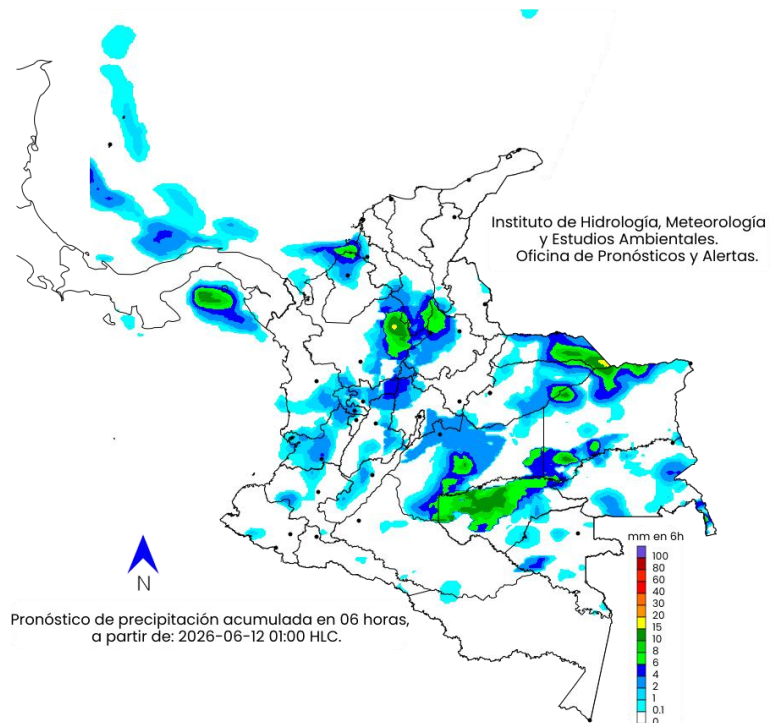 Instituto de Hidrología, Meteorología
y Estudios Ambientales.
Oficina de Pronósticos y Alertas.
N
Pronóstico de precipitación acumulada en 06 horas,
a partir de: 2026-06-12 01:00 HLC.
mm en 6h
100
80
60
40
30
20
15
10
8
6
4
2
1
0.1
0